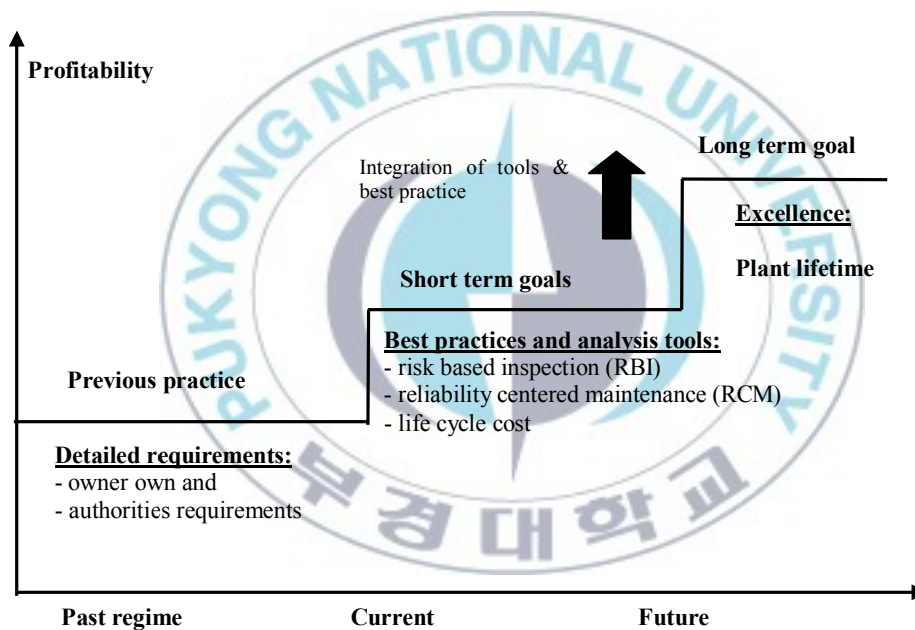 Profitability
PUKYONG NATIONAL UNIVERSITY
부경대학교
Long term goal
Integration of tools &
best practice
Excellence:
Plant lifetime
Short term goals
Best practices and analysis tools:
- risk based inspection (RBI)
- reliability centered maintenance (RCM)
- life cycle cost
Previous practice
Detailed requirements:
- owner own and
- authorities requirements
Past regime Current Future